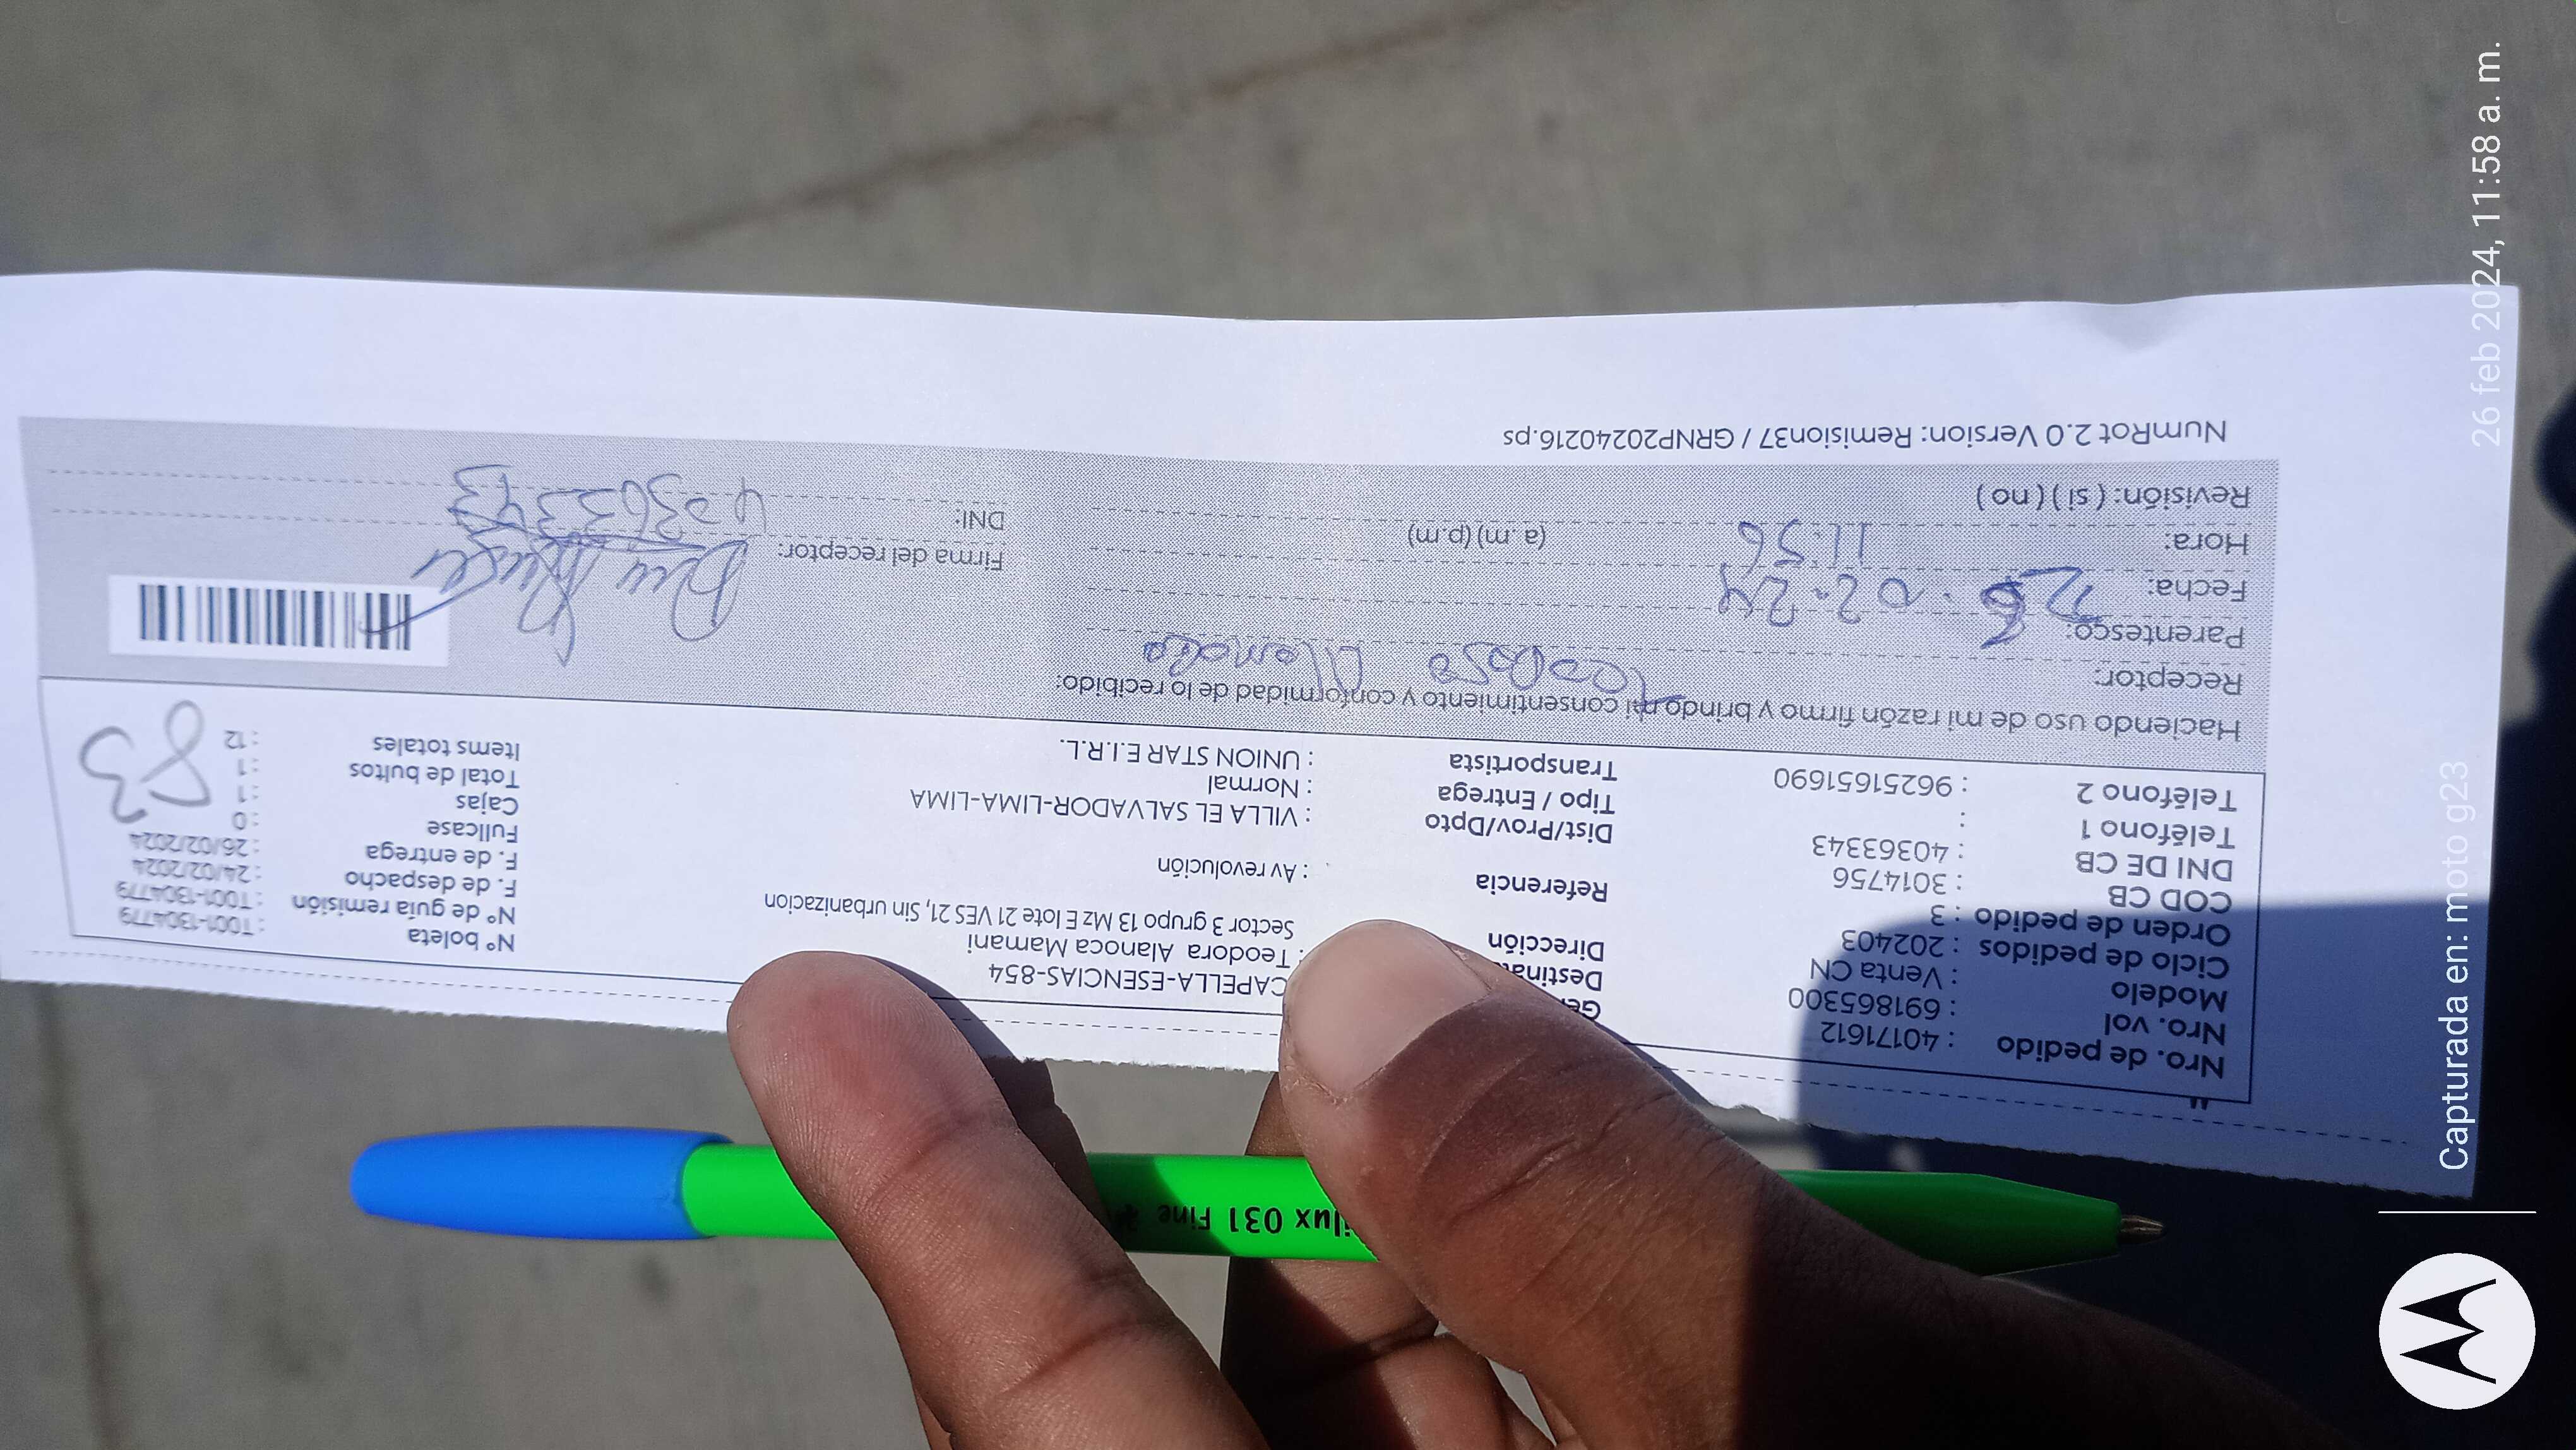 Nro. de pedido : 40171612
Nro. vol : 691865300
Modelo : Venta CN
Ciclo de pedidos : 202403
Orden de pedido : 3
COD CB : 3014756
DNI DE CB : 40363343
Teléfono 1 :
Teléfono 2 : 96251651690
CAPELLA-ESENCIAS-854
: Teodora Alanoca Mamani
Dirección Sector 3 grupo 13 Mz E lote 21 VES 21, Sin urbanizacion
Referencia : Av revolución
Dist/Prov/Dpto : VILLA EL SALVADOR-LIMA-LIMA
Tipo / Entrega : Normal
Transportista : UNION STAR E.I.R.L.
N° boleta : T001-1304779
N° de guía remisión : T001-1304779
F. de despacho : 24/02/2024
F. de entrega : 26/02/2024
Fullcase : 0
Cajas : 1
Total de bultos : 1
Items totales : 12
83
Haciendo uso de mi razón firmo y brindo mi consentimiento y conformidad de lo recibido:
Receptor:
Parentesco:
Fecha: 26.02.24
Hora: 11.56 (a.m) (p.m)
Revisión: ( si ) ( no )
Firma del receptor:
DNI: 40363343
NumRot 2.0 Version: Remision37 / GRNP20240216.ps
lux 031 Fine
Capturada en: moto g23
26 feb 2024, 11:58 a. m.